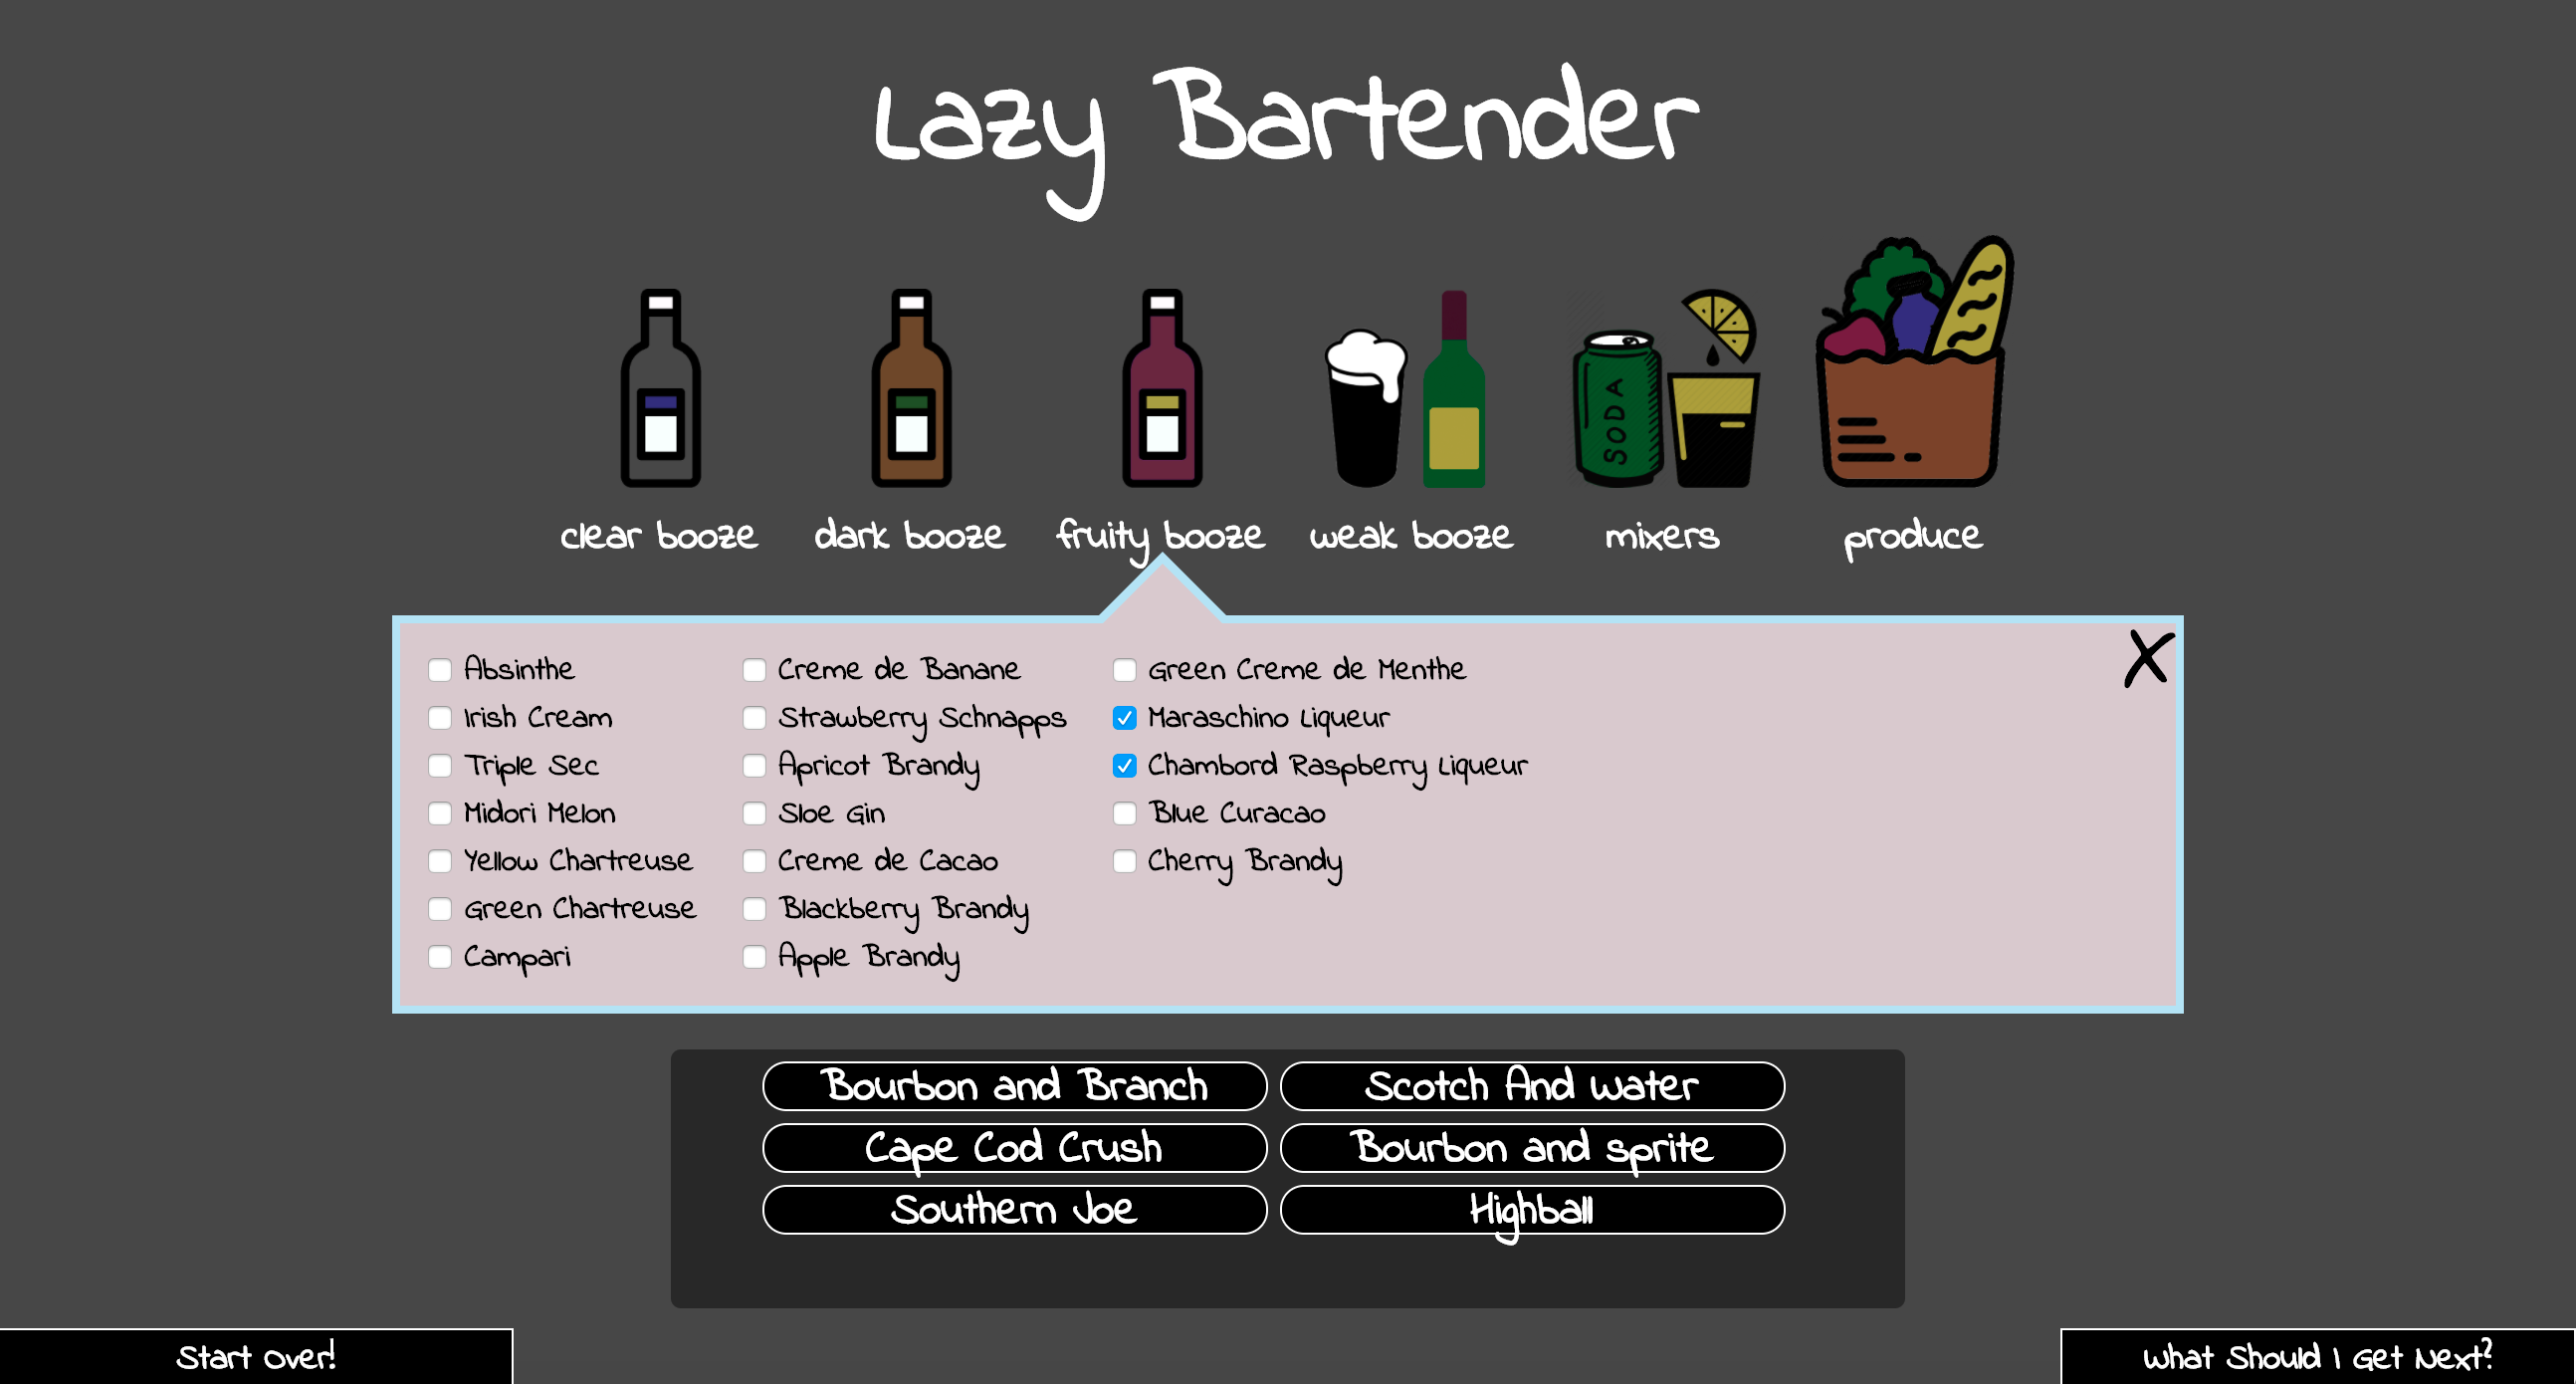 Lazy Bartender
SODA
clear booze
dark booze
fruity booze
weak booze
mixers
produce
X
Absinthe
Irish Cream
Triple Sec
Midori Melon
Yellow Chartreuse
Green Chartreuse
Campari
Creme de Banane
Strawberry Schnapps
Apricot Brandy
Sloe Gin
Creme de Cacao
Blackberry Brandy
Apple Brandy
Green Creme de Menthe
Maraschino Liqueur
Chambord Raspberry Liqueur
Blue Curacao
Cherry Brandy
Bourbon and Branch
Scotch And Water
Cape Cod Crush
Bourbon and sprite
Southern Joe
Highball
Start Over!
What Should I Get Next?